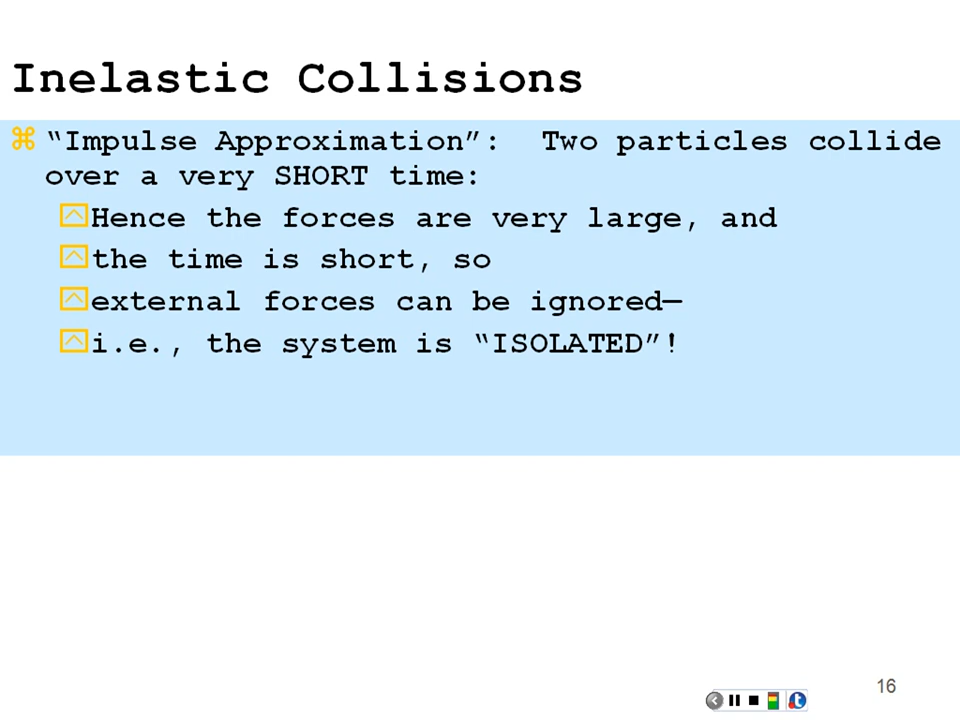 Inelastic Collisions
“Impulse Approximation”: Two particles collide
over a very SHORT time:
Hence the forces are very large, and
the time is short, so
external forces can be ignored—
i.e., the system is “ISOLATED”!
16